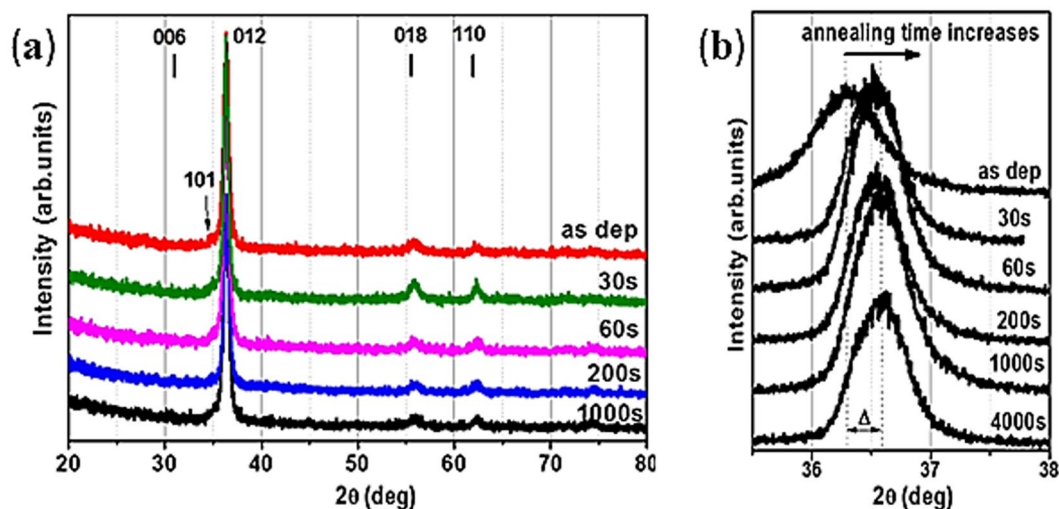 (a)
006
012
018
110
101
as dep
30s
60s
200s
1000s
Intensity (arb.units)
20 30 40 50 60 70 80
2θ (deg)
(b)
annealing time increases
as dep
30s
60s
200s
1000s
4000s
Δ
Intensity (arb.units)
36 37 38
2θ (deg)